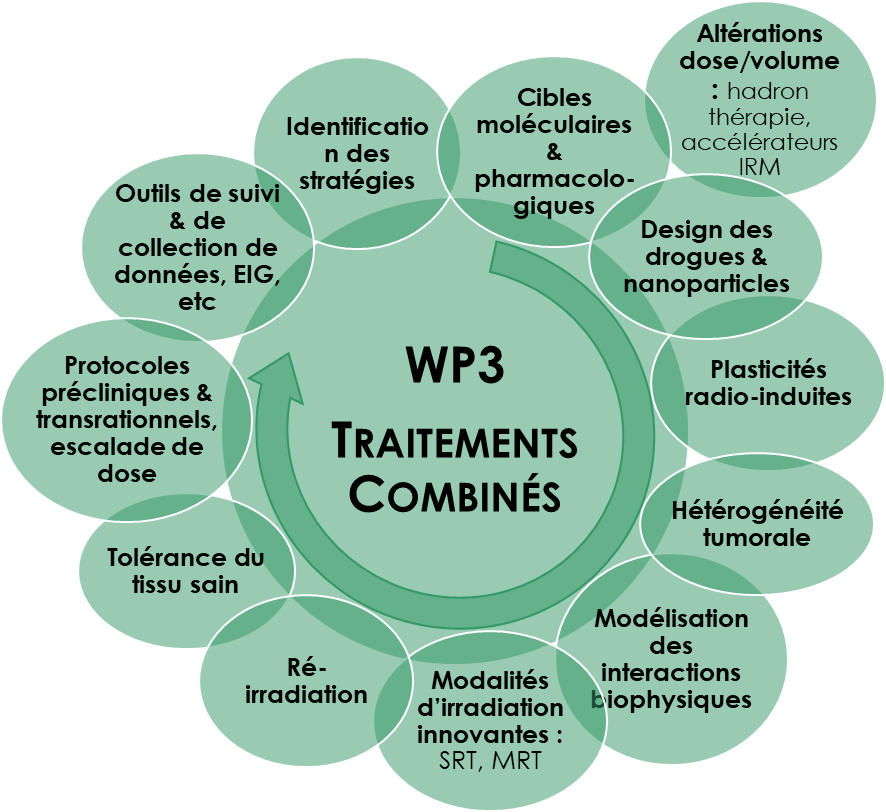 WP3
TRAITEMENTS
COMBINÉS
Identificatio
n des
stratégies
Cibles
moléculaires
&
pharmacolo-
giques
Altérations
dose/volume
: hadron
thérapie,
accélérateurs
IRM
Design des
drogues &
nanoparticles
Plasticités
radio-induites
Hétérogénéité
tumorale
Modélisation
des
interactions
biophysiques
Modalités
d’irradiation
innovantes :
SRT, MRT
Ré-
irradiation
Tolérance du
tissu sain
Protocoles
précliniques &
transrationnels,
escalade de
dose
Outils de suivi
& de
collection de
données, EIG,
etc